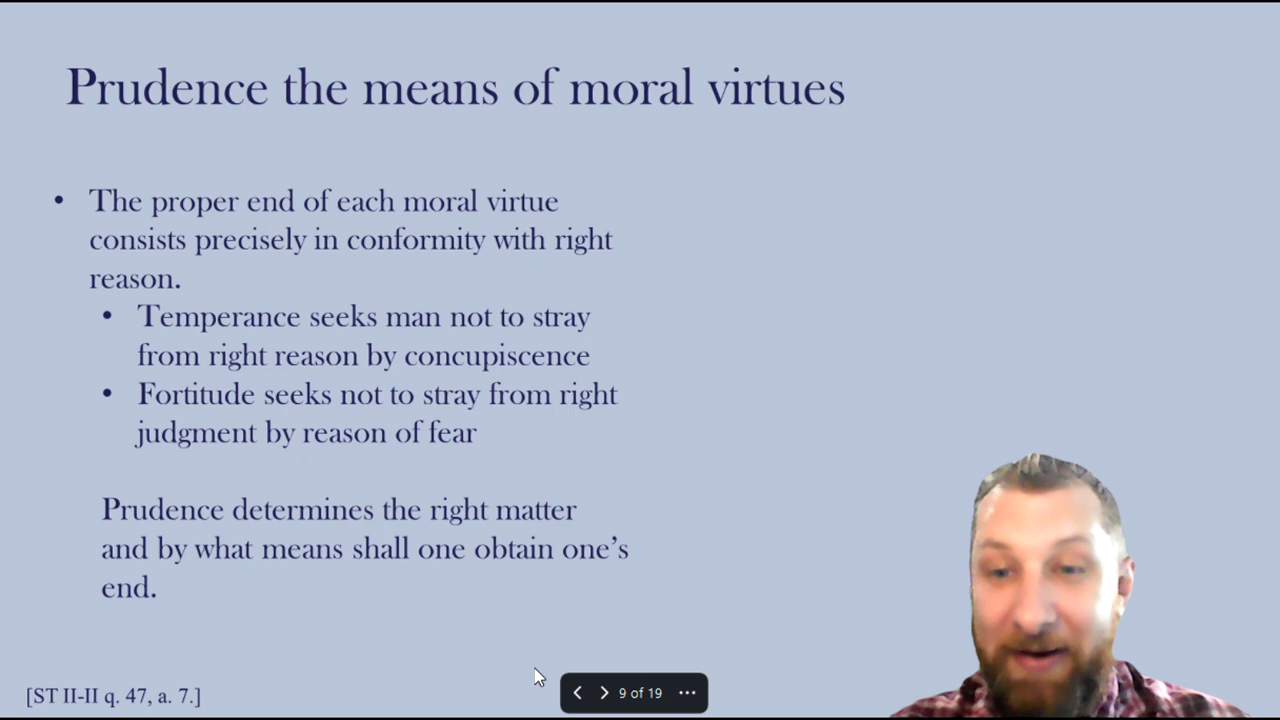 Prudence the means of moral virtues
• The proper end of each moral virtue
consists precisely in conformity with right
reason.
• Temperance seeks man not to stray
from right reason by concupiscence
• Fortitude seeks not to stray from right
judgment by reason of fear
Prudence determines the right matter
and by what means shall one obtain one’s
end.
[ST II-II q. 47, a. 7.]
9 of 19